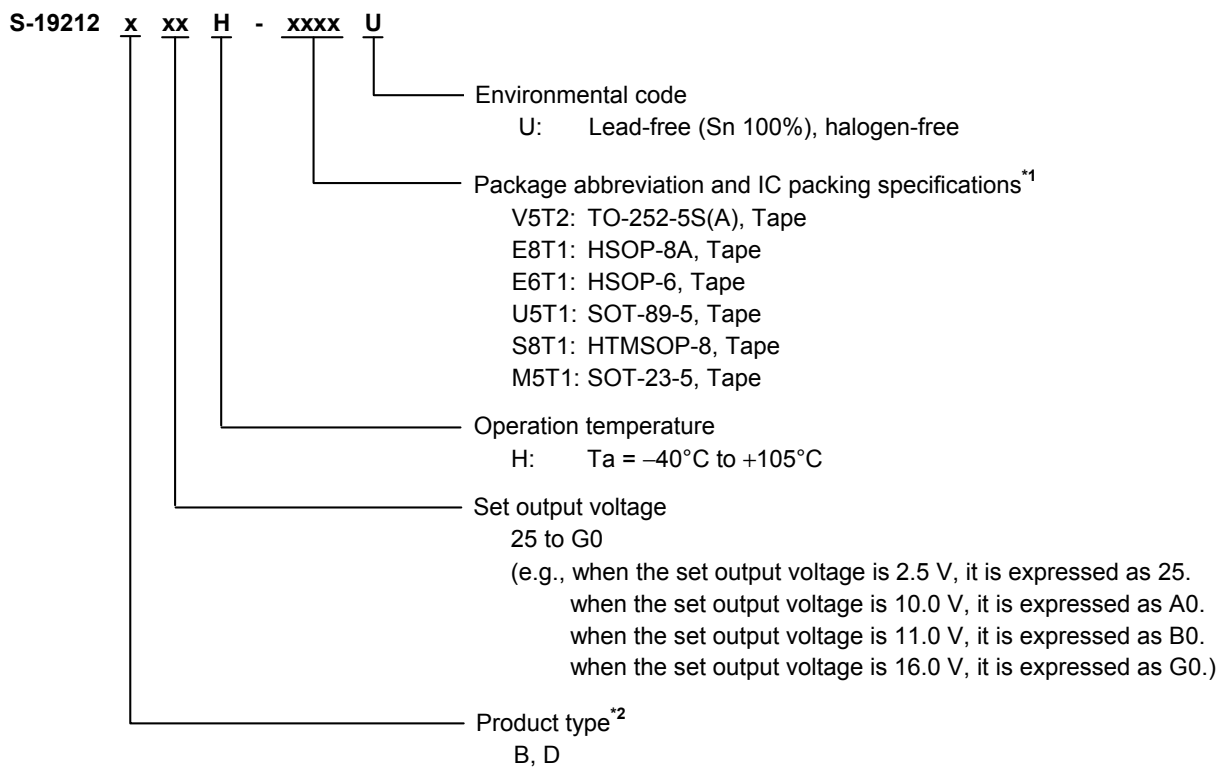 S-19212 x xx H - xxxx U
Environmental code
U: Lead-free (Sn 100%), halogen-free
Package abbreviation and IC packing specifications*1
V5T2: TO-252-5S(A), Tape
E8T1: HSOP-8A, Tape
E6T1: HSOP-6, Tape
U5T1: SOT-89-5, Tape
S8T1: HTMSOP-8, Tape
M5T1: SOT-23-5, Tape
Operation temperature
H: Ta = −40°C to +105°C
Set output voltage
25 to G0
(e.g., when the set output voltage is 2.5 V, it is expressed as 25.
when the set output voltage is 10.0 V, it is expressed as A0.
when the set output voltage is 11.0 V, it is expressed as B0.
when the set output voltage is 16.0 V, it is expressed as G0.)
Product type*2
B, D